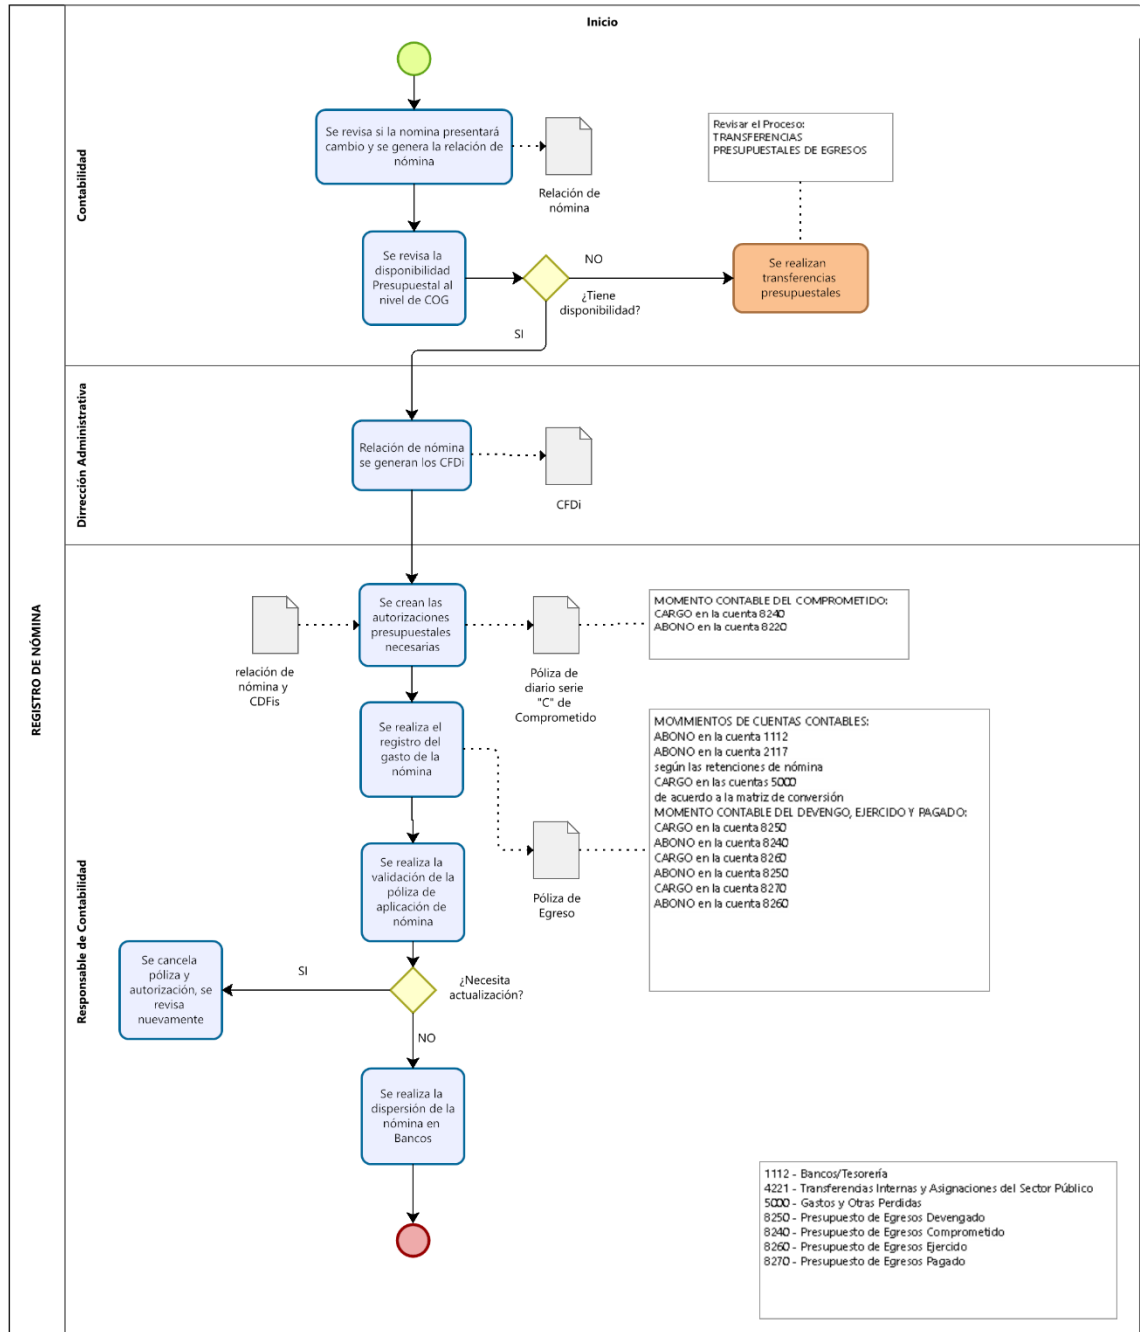 REGISTRO DE NÓMINA
Inicio
Contabilidad
Se revisa si la nomina presentará
cambio y se genera la relación de
nómina
Relación de
nómina
Revisar el Proceso:
TRANSFERENCIAS
PRESUPUESTALES DE EGRESOS
Se revisa la
disponibilidad
Presupuestal al
nivel de COG
NO
¿Tiene
disponibilidad?
SI
Se realizan
transferencias
presupuestales
Dirrección Administrativa
Relación de nómina
se generan los CFDi
CFDi
Responsable de Contabilidad
relación de
nómina y
CDFis
Se crean las
autorizaciones
presupuestales
necesarias
Póliza de
diario serie
"C" de
Comprometido
MOMENTO CONTABLE DEL COMPROMETIDO:
CARGO en la cuenta 8240
ABONO en la cuenta 8220
Se realiza el
registro del
gasto de la
nómina
Póliza de
Egreso
MOVIMIENTOS DE CUENTAS CONTABLES:
ABONO en la cuenta 1112
ABONO en la cuenta 2117
según las retenciones de nómina
CARGO en las cuentas 5000
de acuerdo a la matriz de conversión
MOMENTO CONTABLE DEL DEVENGO, EJERCIDO Y PAGADO:
CARGO en la cuenta 8250
ABONO en la cuenta 8240
CARGO en la cuenta 8260
ABONO en la cuenta 8250
CARGO en la cuenta 8270
ABONO en la cuenta 8260
Se realiza la
validación de la
póliza de
aplicación de
nómina
¿Necesita
actualización?
SI
Se cancela
póliza y
autorización, se
revisa
nuevamente
NO
Se realiza la
dispersión de la
nómina en
Bancos
1112 - Bancos/Tesorería
4221 - Transferencias Internas y Asignaciones del Sector Público
5000 - Gastos y Otras Perdidas
8250 - Presupuesto de Egresos Devengado
8240 - Presupuesto de Egresos Comprometido
8260 - Presupuesto de Egresos Ejercido
8270 - Presupuesto de Egresos Pagado